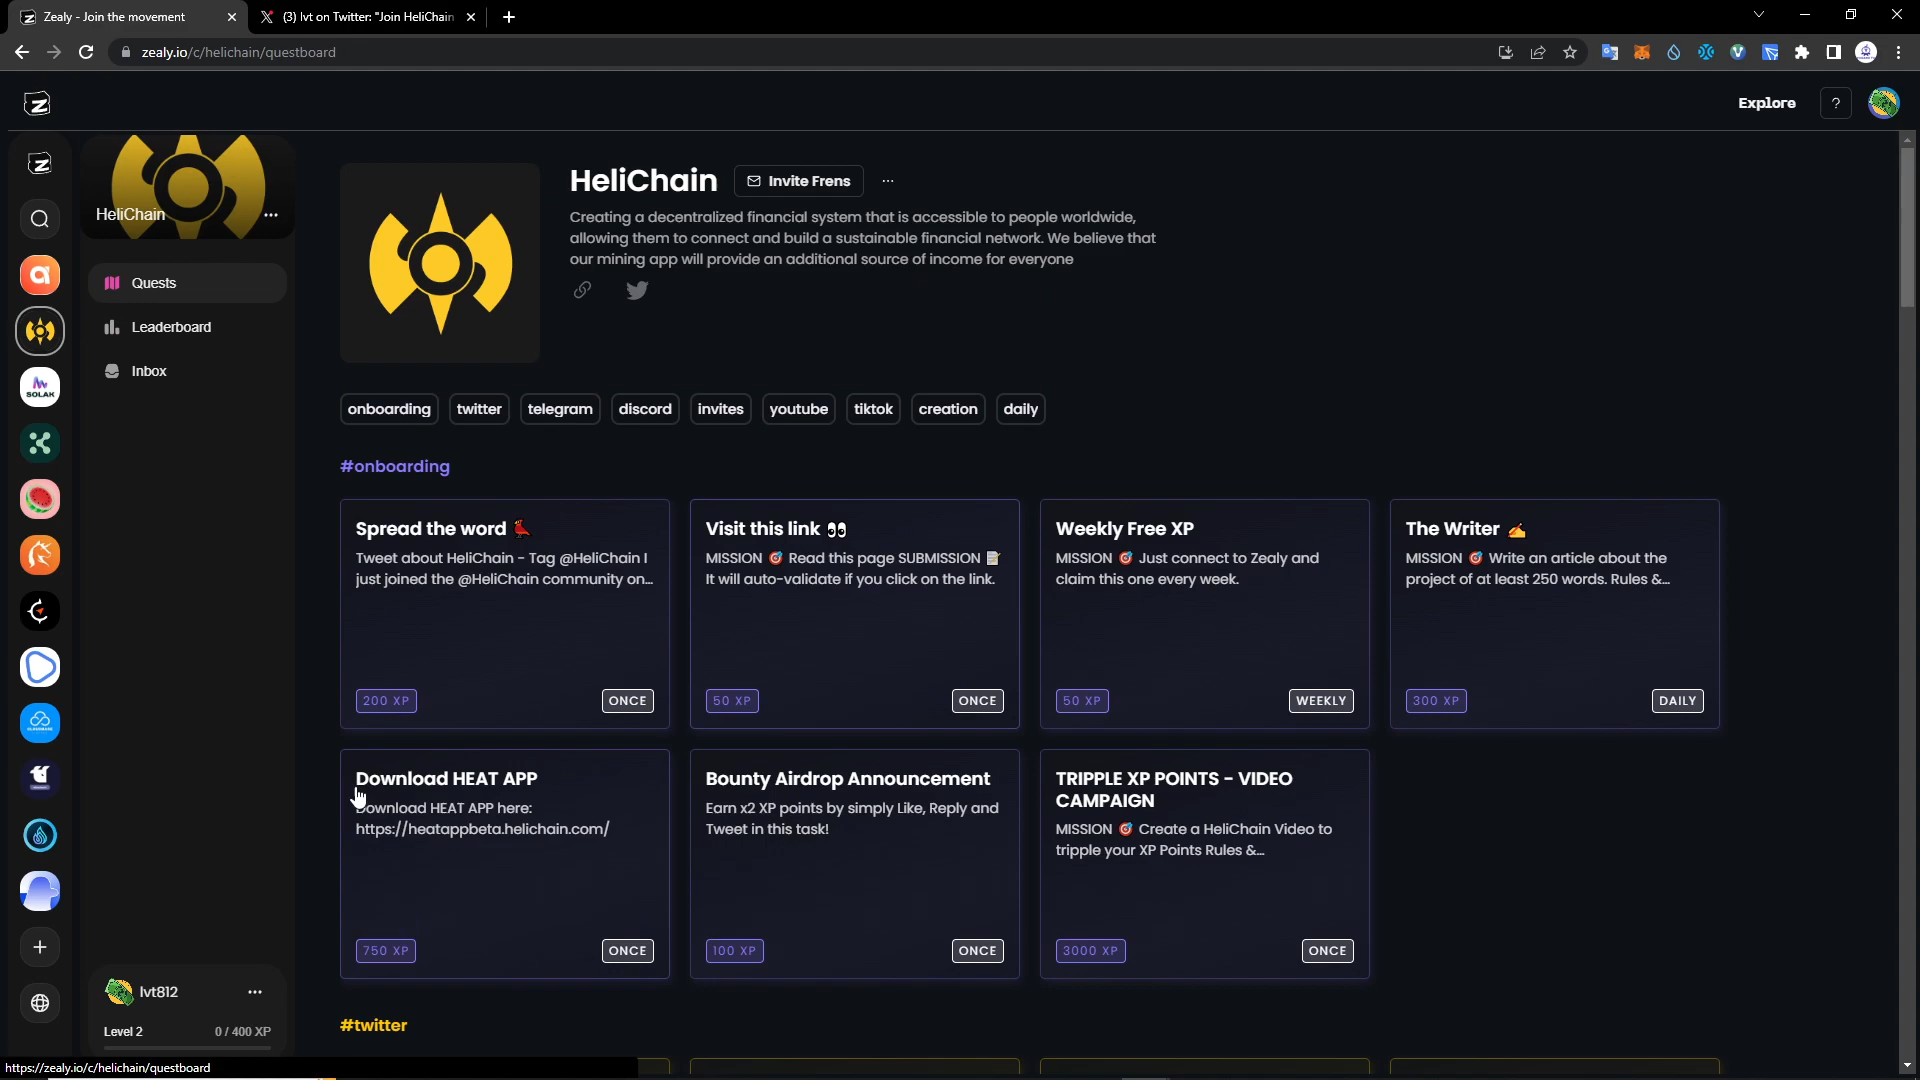 Zealy - Join the movement
(3) lvt on Twitter: "Join HeliChain
zealy.io/c/helichain/questboard
Explore
?
HeliChain
Quests
Leaderboard
Inbox
SOLAK
lvt812
Level 2
0 / 400 XP
HeliChain
Invite Frens
Creating a decentralized financial system that is accessible to people worldwide,
allowing them to connect and build a sustainable financial network. We believe that
our mining app will provide an additional source of income for everyone
onboarding
twitter
telegram
discord
invites
youtube
tiktok
creation
daily
#onboarding
Spread the word
Tweet about HeliChain - Tag @HeliChain I
just joined the @HeliChain community on...
200 XP
ONCE
Visit this link 👀
MISSION 🎯 Read this page SUBMISSION 📝
It will auto-validate if you click on the link.
50 XP
ONCE
Weekly Free XP
MISSION 🎯 Just connect to Zealy and
claim this one every week.
50 XP
WEEKLY
The Writer ✍️
MISSION 🎯 Write an article about the
project of at least 250 words. Rules &...
300 XP
DAILY
Download HEAT APP
Download HEAT APP here:
https://heatappbeta.helichain.com/
750 XP
ONCE
Bounty Airdrop Announcement
Earn x2 XP points by simply Like, Reply and
Tweet in this task!
100 XP
ONCE
TRIPPLE XP POINTS - VIDEO
CAMPAIGN
MISSION 🎯 Create a HeliChain Video to
tripple your XP Points Rules &...
3000 XP
ONCE
#twitter
https://zealy.io/c/helichain/questboard